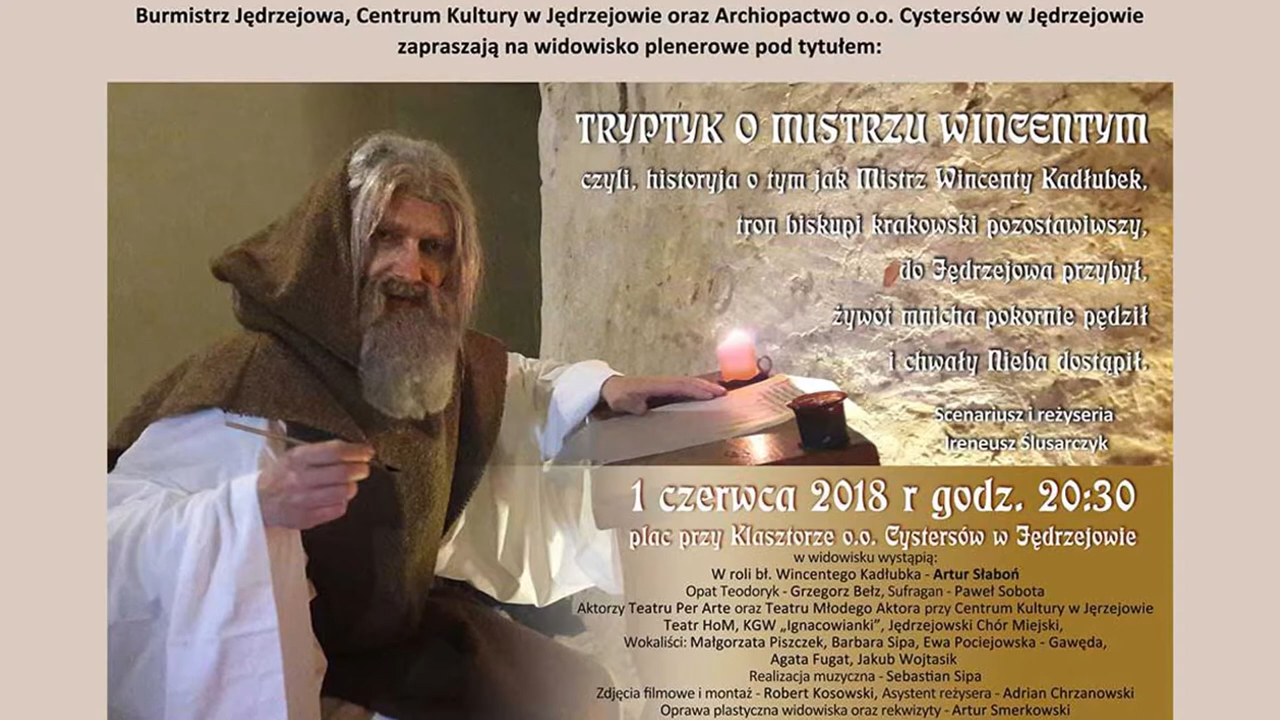 Burmistrz Jędrzejowa, Centrum Kultury w Jędrzejowie oraz Archiopactwo o.o. Cystersów w Jędrzejowie
zapraszają na widowisko plenerowe pod tytułem:
TRYPTYK O MISTRZU WINCENTYM
czyli, historyja o tym jak Mistrz Wincenty Kadłubek,
tron biskupi krakowski pozostawiwszy,
do Jędrzejowa przybył,
żywot mnicha pokornie pędził
i chwały Nieba dostąpił.
Scenariusz i reżyseria
Ireneusz Ślusarczyk
1 czerwca 2018 r godz. 20:30
plac przy Klasztorze o.o. Cystersów w Jędrzejowie
w widowisku wystąpią:
W roli bł. Wincentego Kadłubka - Artur Słaboń
Opat Teodoryk - Grzegorz Bełz, Sufragan - Paweł Sobota
Aktorzy Teatru Per Arte oraz Teatru Młodego Aktora przy Centrum Kultury w Jęrzejowie
Teatr HoM, KGW „Ignacowianki”, Jędrzejowski Chór Miejski,
Wokaliści: Małgorzata Piszczek, Barbara Sipa, Ewa Pociejowska - Gawęda,
Agata Fugat, Jakub Wojtasik
Realizacja muzyczna - Sebastian Sipa
Zdjęcia filmowe i montaż - Robert Kosowski, Asystent reżysera - Adrian Chrzanowski
Oprawa plastyczna widowiska oraz rekwizyty - Artur Smerkowski